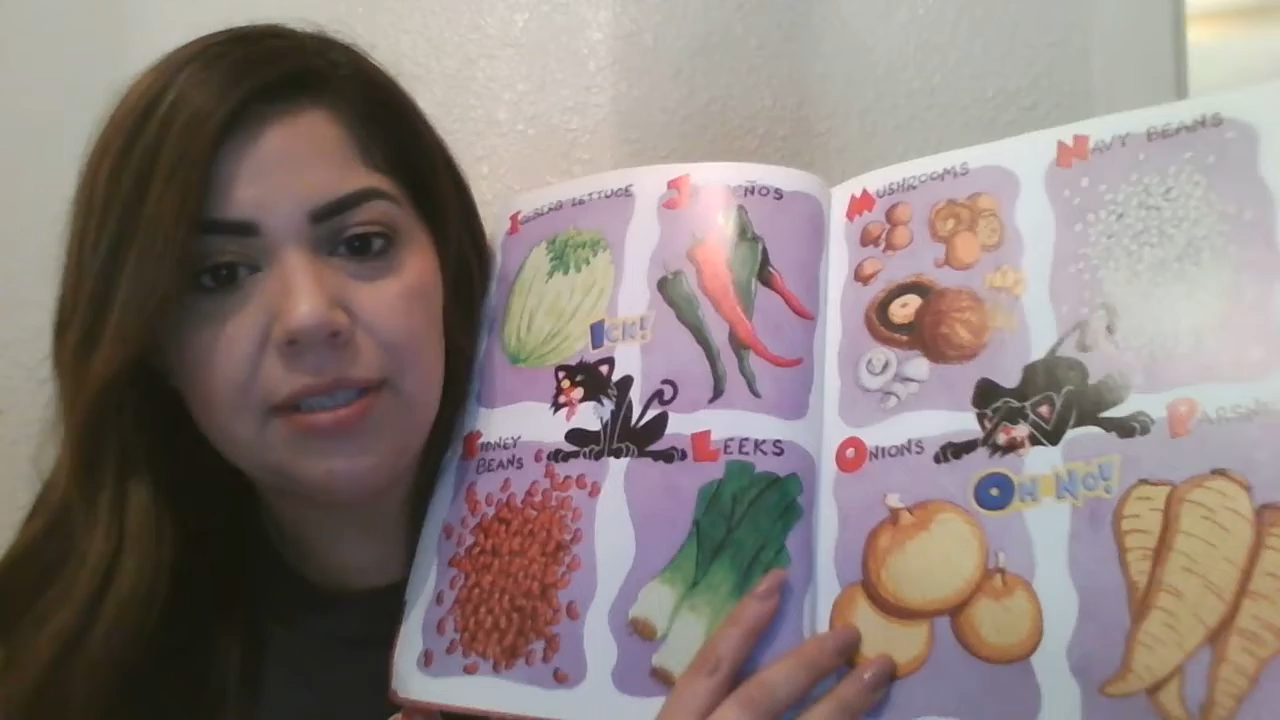 ICEBERG LETTUCE
MUSHROOMS
NAVY BEANS
ICK!
KIDNEY
BEANS
LEEKS
ONIONS
OH NO!